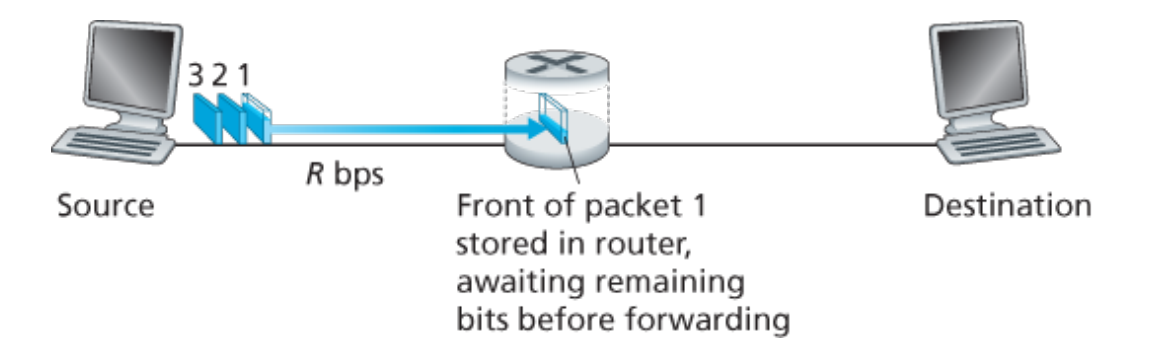 3 2 1
R bps
Source
Front of packet 1
stored in router,
awaiting remaining
bits before forwarding
Destination